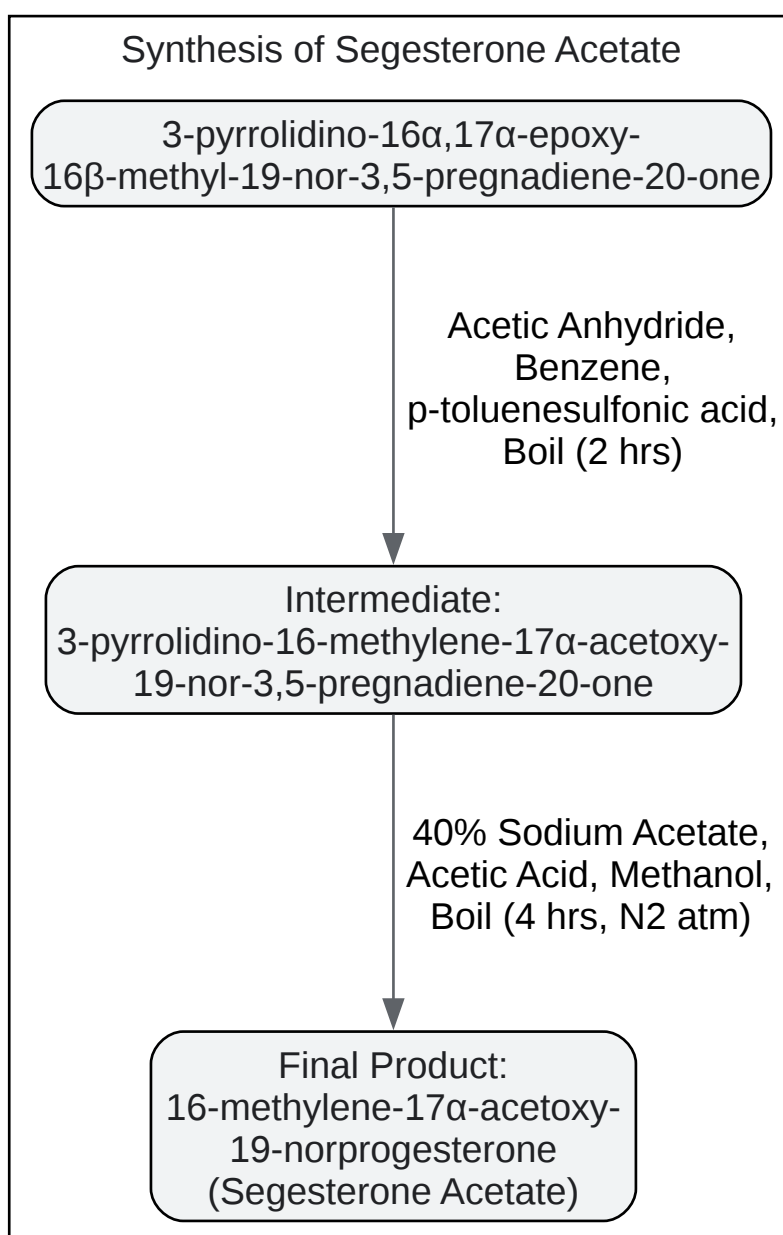 Synthesis of Segesterone Acetate
3-pyrrolidino-16α,17α-epoxy-
16β-methyl-19-nor-3,5-pregnadiene-20-one
Acetic Anhydride,
Benzene,
p-toluenesulfonic acid,
Boil (2 hrs)
Intermediate:
3-pyrrolidino-16-methylene-17α-acetoxy-
19-nor-3,5-pregnadiene-20-one
40% Sodium Acetate,
Acetic Acid, Methanol,
Boil (4 hrs, N2 atm)
Final Product:
16-methylene-17α-acetoxy-
19-norprogesterone
(Segesterone Acetate)